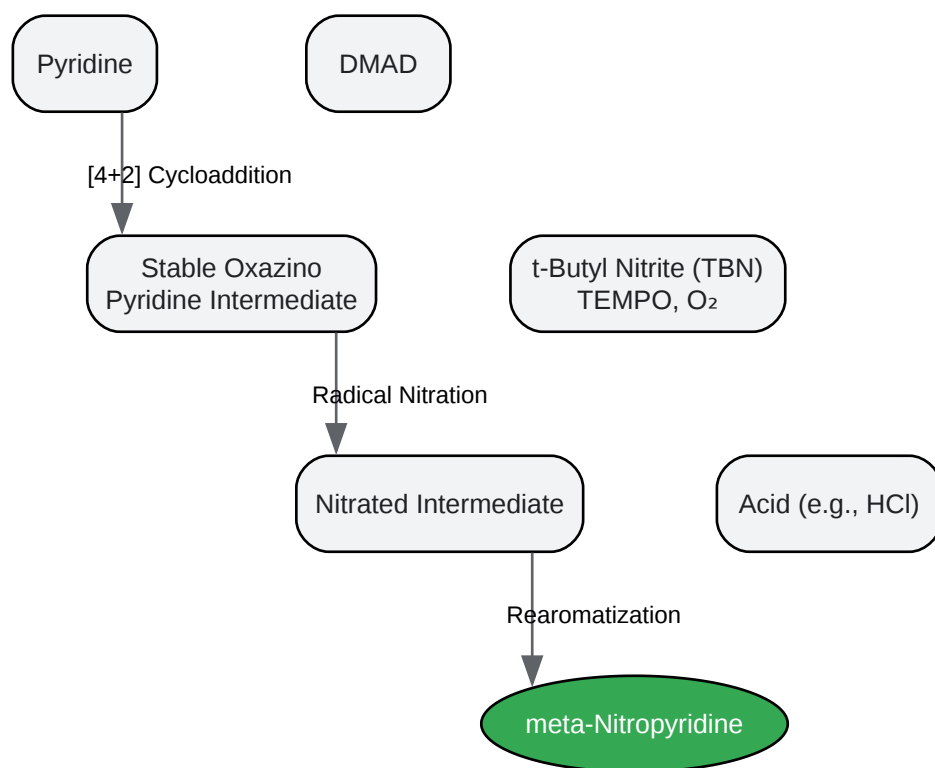 Pyridine
DMAD
[4+2] Cycloaddition
Stable Oxazino
Pyridine Intermediate
t-Butyl Nitrite (TBN)
TEMPO, O₂
Radical Nitration
Nitrated Intermediate
Acid (e.g., HCl)
Rearomatization
meta-Nitropyridine